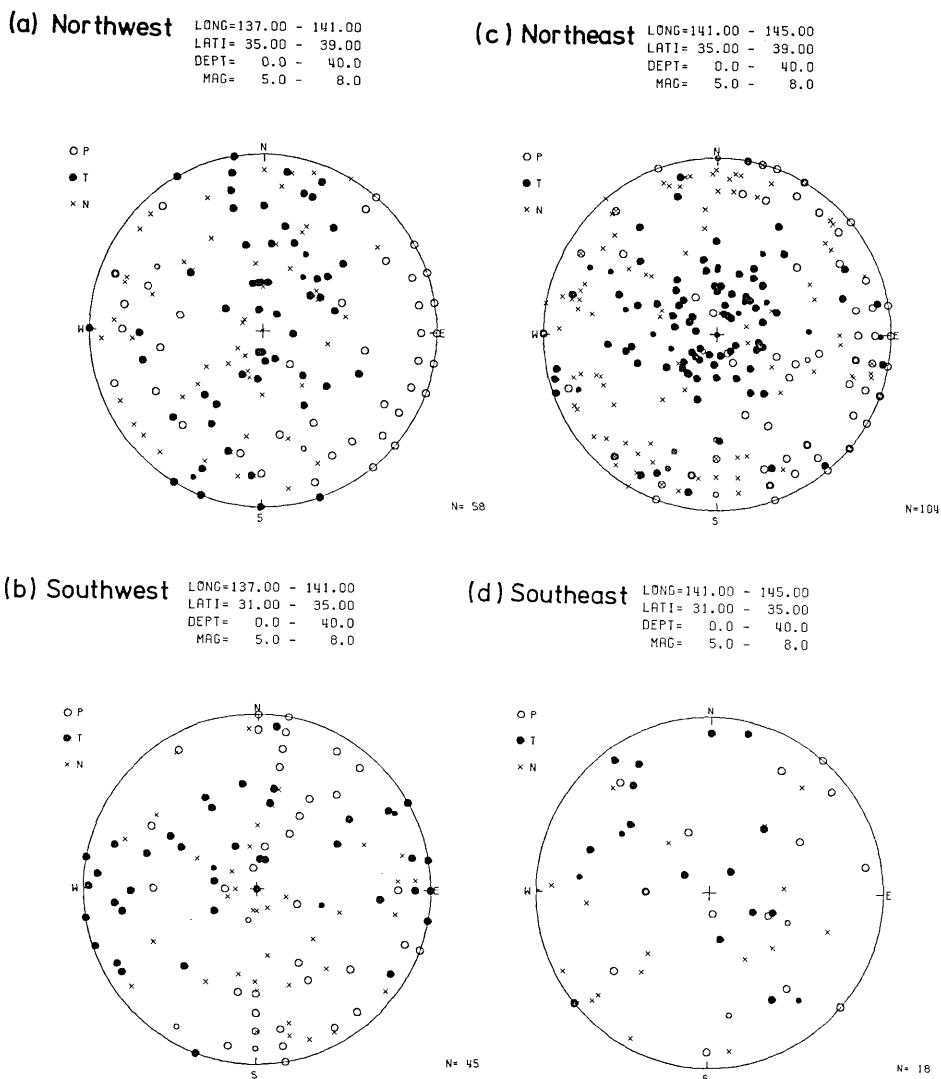 (a) Northwest
LONG=137.00 - 141.00
LATI= 35.00 - 39.00
DEPT= 0.0 - 40.0
MAG= 5.0 - 8.0
P
T
× N
N
W
E
S
N= 58
(c) Northeast
LONG=141.00 - 145.00
LATI= 35.00 - 39.00
DEPT= 0.0 - 40.0
MAG= 5.0 - 8.0
P
T
× N
N
W
E
S
N=104
(b) Southwest
LONG=137.00 - 141.00
LATI= 31.00 - 35.00
DEPT= 0.0 - 40.0
MAG= 5.0 - 8.0
P
T
× N
N
W
E
S
N= 45
(d) Southeast
LONG=141.00 - 145.00
LATI= 31.00 - 35.00
DEPT= 0.0 - 40.0
MAG= 5.0 - 8.0
P
T
× N
N
W
E
S
N= 18